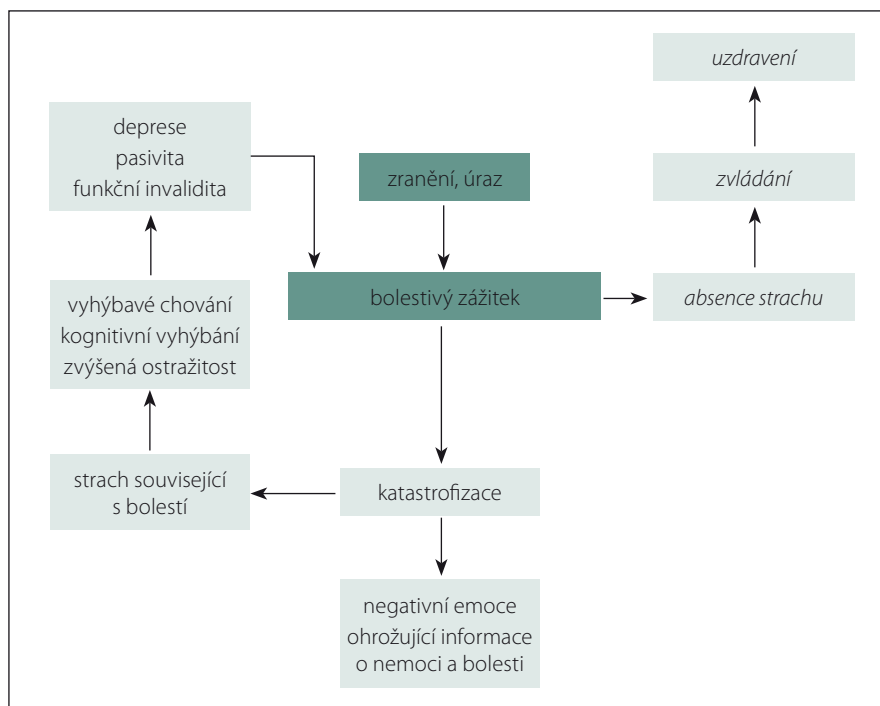 uzdravení
deprese
pasivita
funkční invalidita
zranění, úraz
zvládání
bolestivý zážitek
absence strachu
vyhýbavé chování
kognitivní vyhýbání
zvýšená ostražitost
strach související
s bolestí
katastrofizace
negativní emoce
ohrožující informace
o nemoci a bolesti